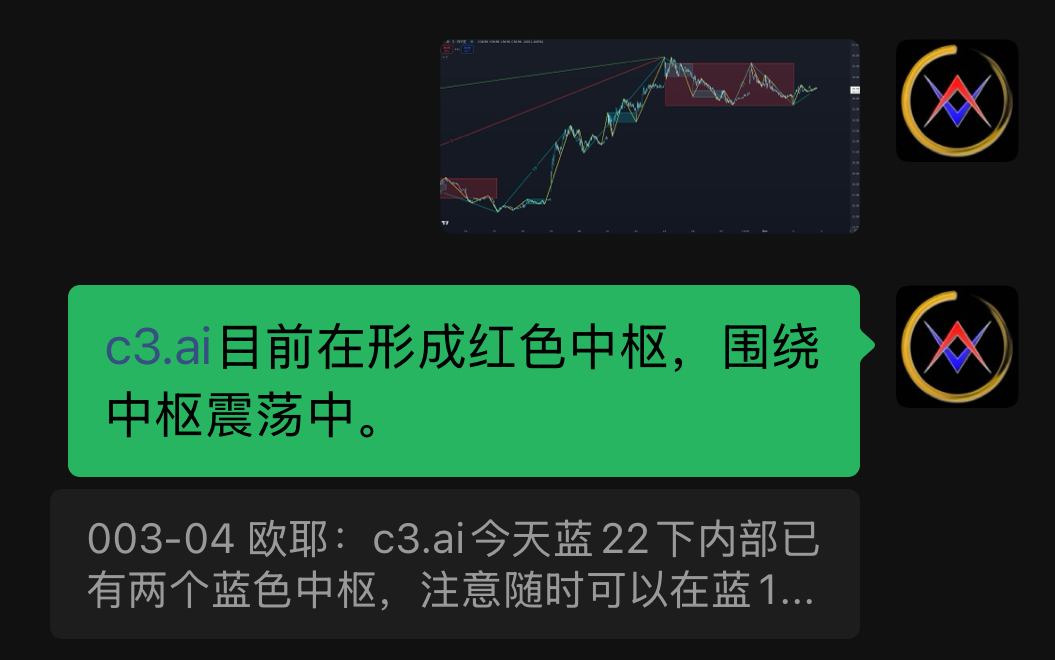 c3.ai目前在形成红色中枢，围绕
中枢震荡中。
003-04 欧耶：c3.ai今天蓝22下内部已
有两个蓝色中枢，注意随时可以在蓝1...